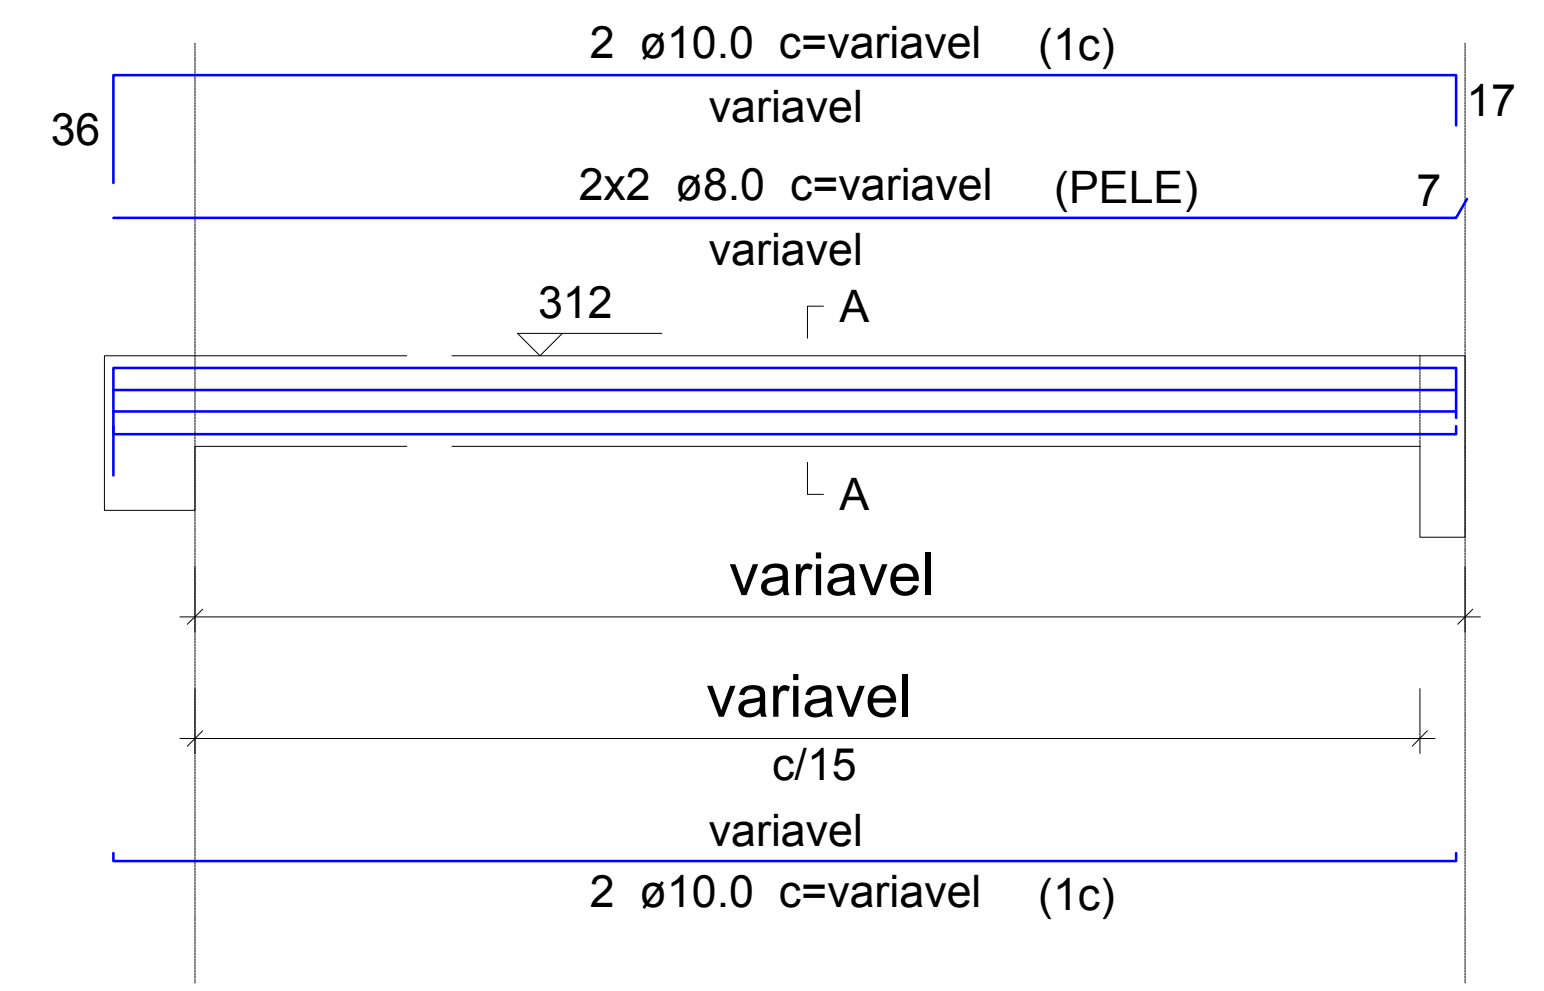 2 ø10.0 c=variavel (1c)
36
variavel
17
2x2 ø8.0 c=variavel (PELE)
7
variavel
312
A
A
variavel
variavel
c/15
variavel
2 ø10.0 c=variavel (1c)